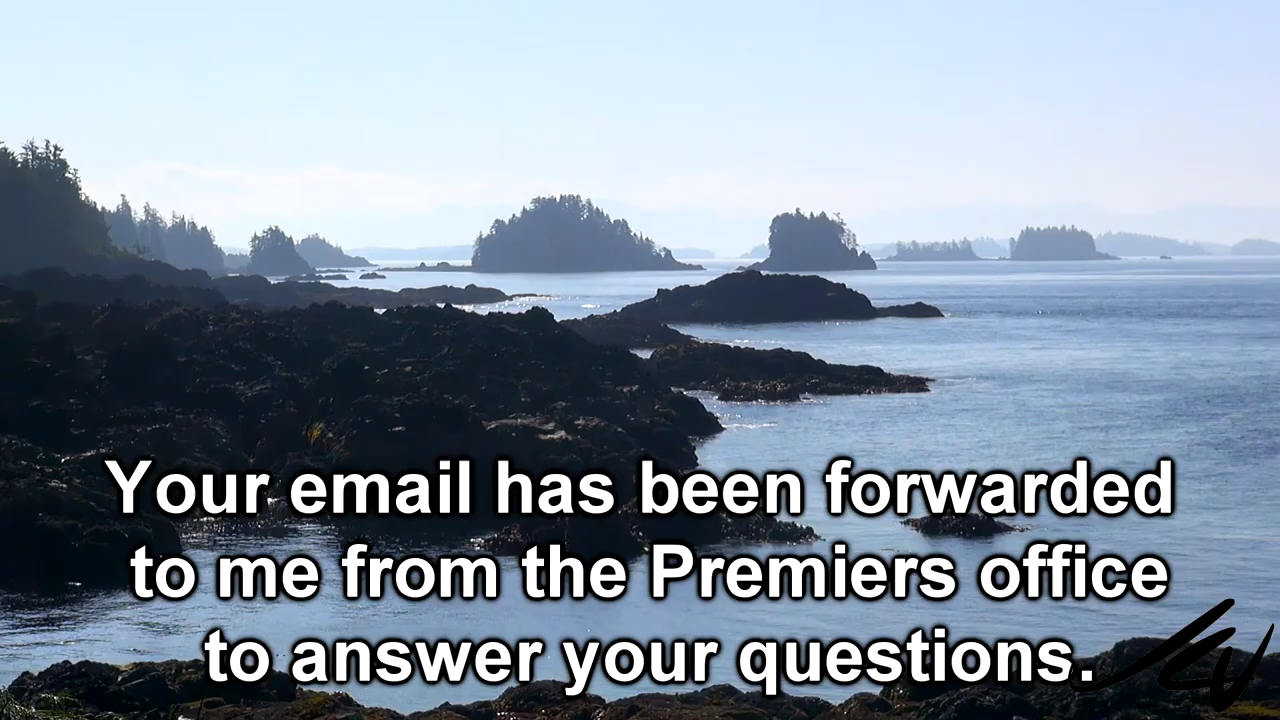 Your email has been forwarded
to me from the Premiers office
to answer your questions.